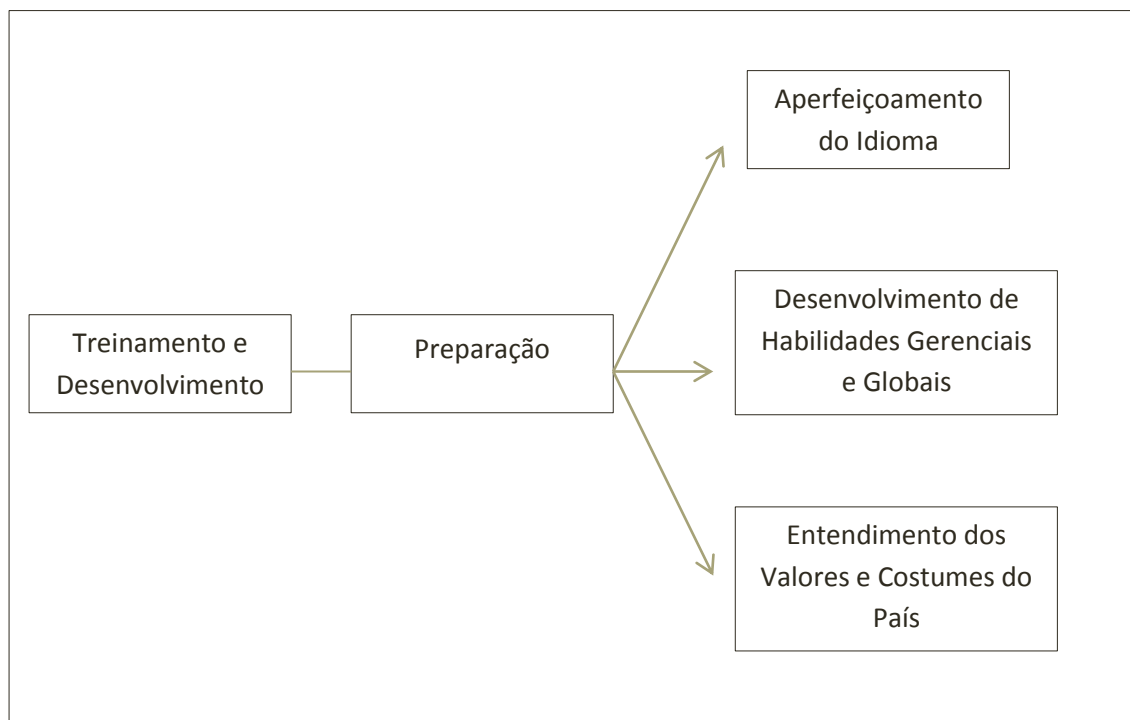 Aperfeiçoamento
do Idioma
Treinamento e
Desenvolvimento
Preparação
Desenvolvimento de
Habilidades Gerenciais
e Globais
Entendimento dos
Valores e Costumes do
País